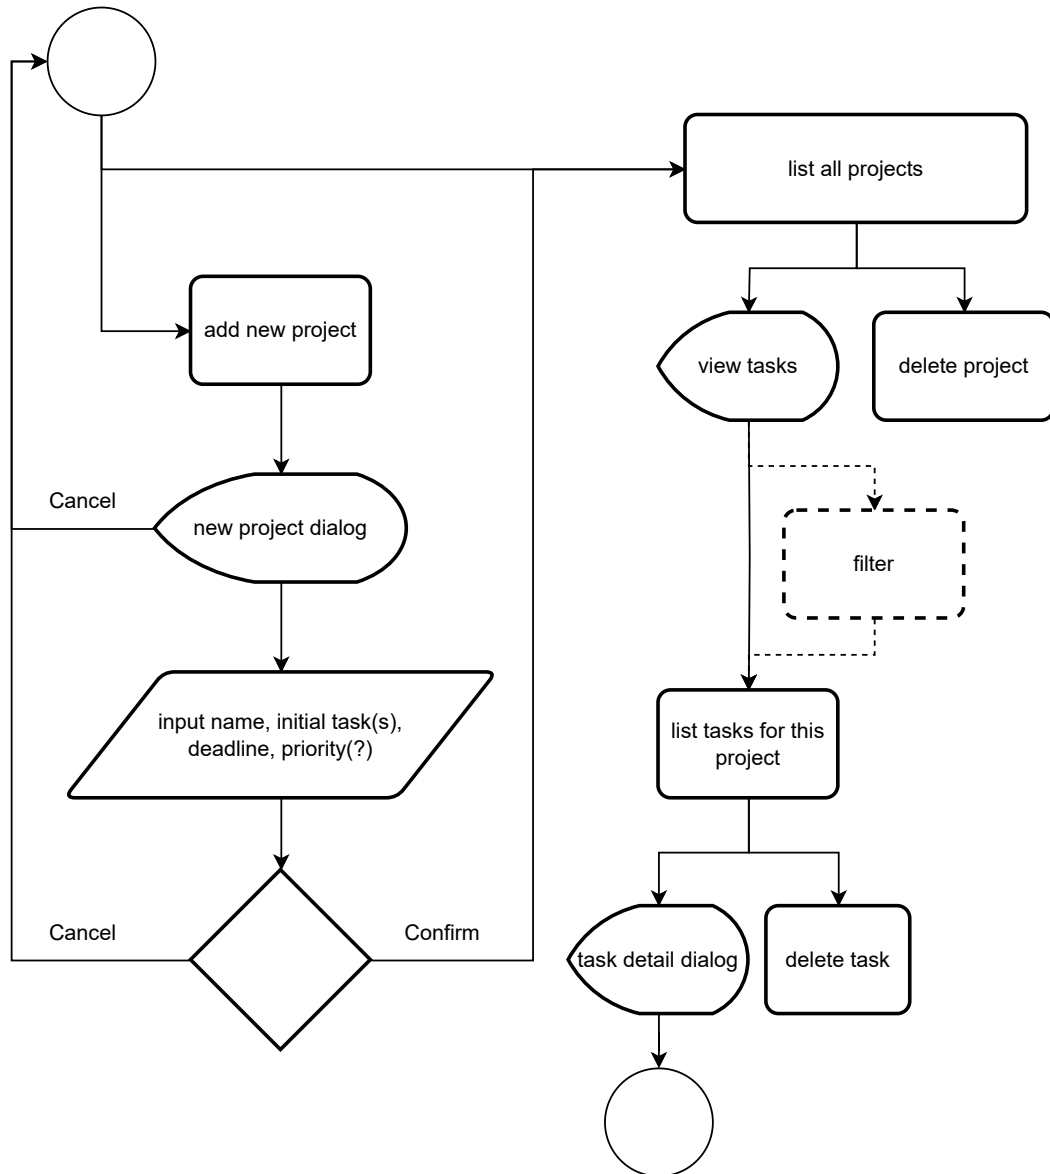 list all projects
add new project
view tasks
delete project
Cancel
new project dialog
filter
input name, initial task(s),
deadline, priority(?)
list tasks for this
project
Cancel
Confirm
task detail dialog
delete task